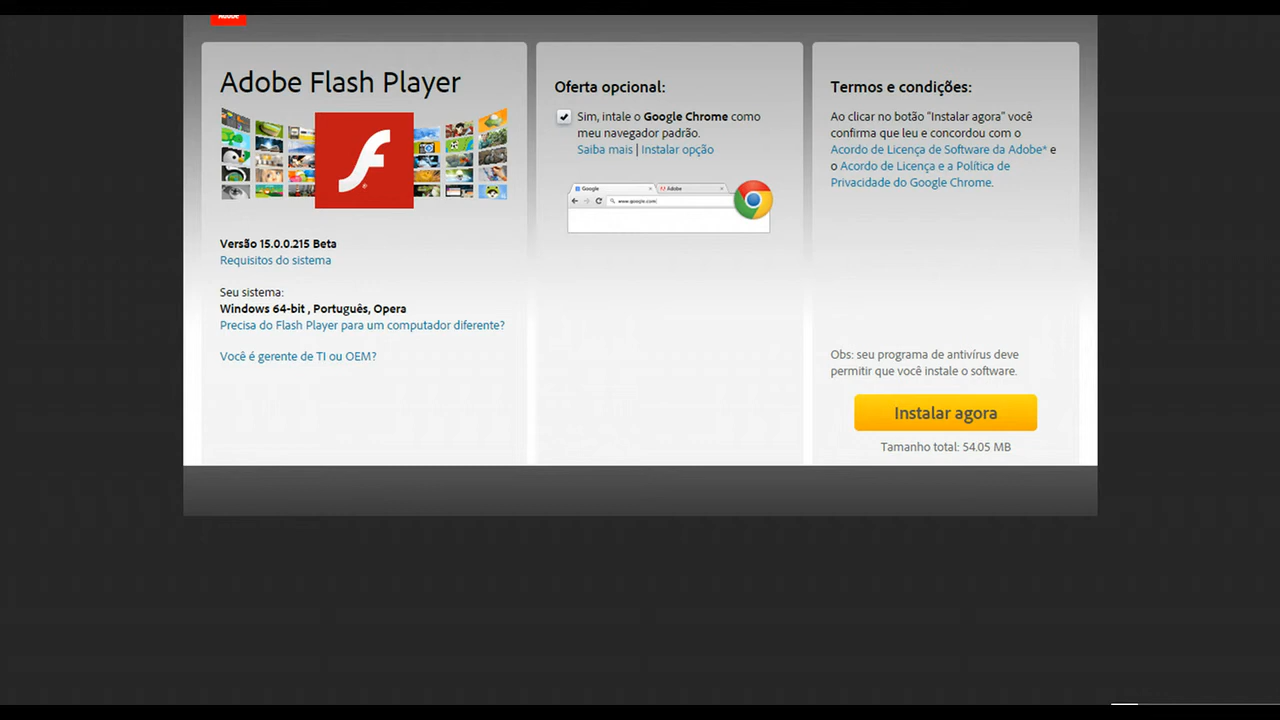 Adobe
Adobe Flash Player
Versão 15.0.0.215 Beta
Requisitos do sistema
Seu sistema:
Windows 64-bit , Português, Opera
Precisa do Flash Player para um computador diferente?
Você é gerente de TI ou OEM?
Oferta opcional:
Sim, intale o Google Chrome como
meu navegador padrão.
Saiba mais | Instalar opção
Google
Adobe
www.google.com
Termos e condições:
Ao clicar no botão “Instalar agora” você
confirma que leu e concordou com o
Acordo de Licença de Software da Adobe* e
o Acordo de Licença e a Política de
Privacidade do Google Chrome.
Obs: seu programa de antivírus deve
permitir que você instale o software.
Instalar agora
Tamanho total: 54.05 MB